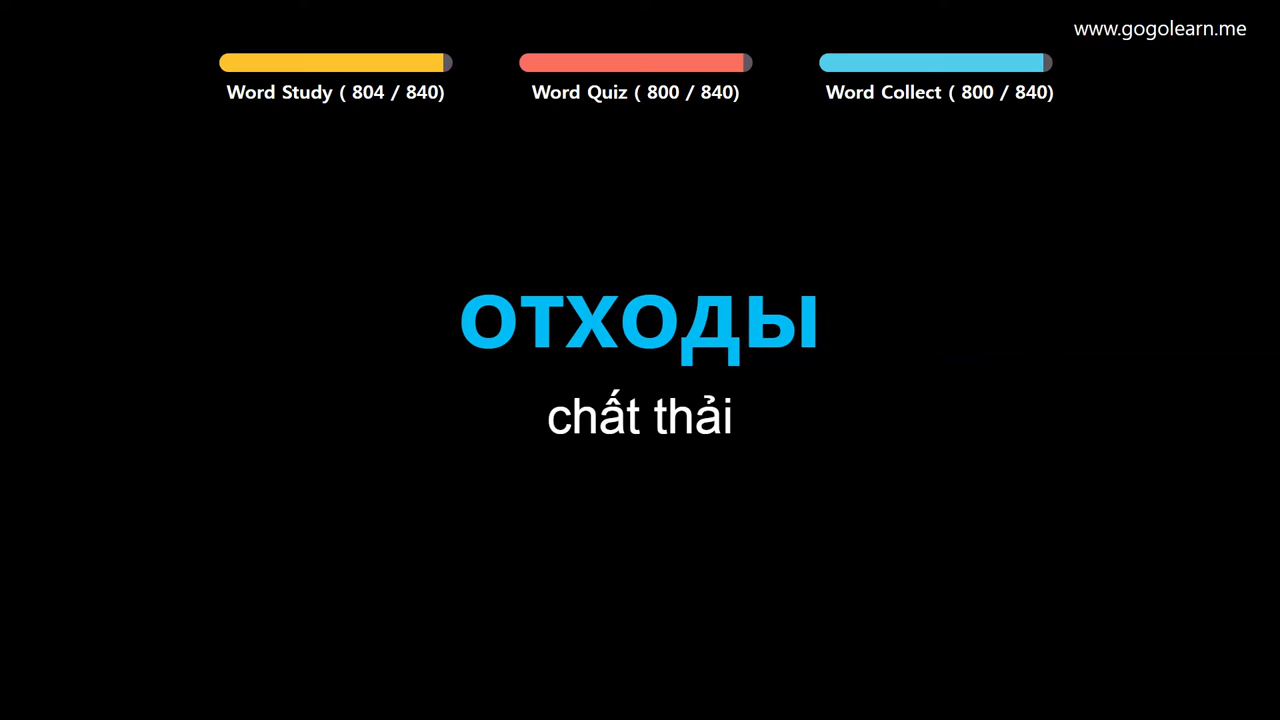 www.gogolearn.me
Word Study ( 804 / 840)
Word Quiz ( 800 / 840)
Word Collect ( 800 / 840)
отходы
chất thải